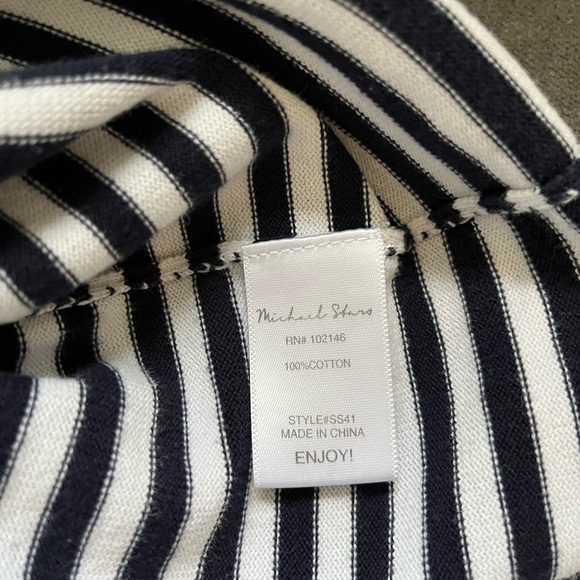 Michael Stars
RN# 102146
100%COTTON
STYLE#SS41
MADE IN CHINA
ENJOY!